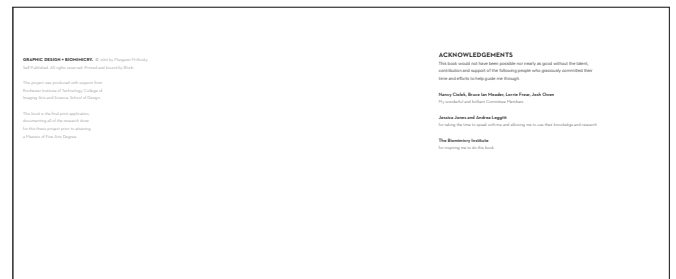 GRAPHIC DESIGN + BIOMIMICRY. © by Margaret
Self Published. All rights reserved. Printed and bound by Blurb.
This project was produced with support from
Rochester Institute of Technology College of
Imaging Arts and Science, School of Design.
This book is the final print application,
documenting all of the research done
for this thesis project prior to receiving
a Masters of Fine Arts Degree.
ACKNOWLEDGEMENTS
This book would not have been possible nor nearly as good without the talent,
contribution and support of the following people who graciously committed their
time and efforts to help guide me through.
Nancy Ciolek, Bruce Ian Meader, Lorrie Frear, Josh Owen
My wonderful and brilliant Committee Members.
Jessica Jones and Andrea Leggitt
for taking the time to speak with me and allowing me to use their knowledge and research.
The Biomimicry Institute
for inspiring me to do this book.